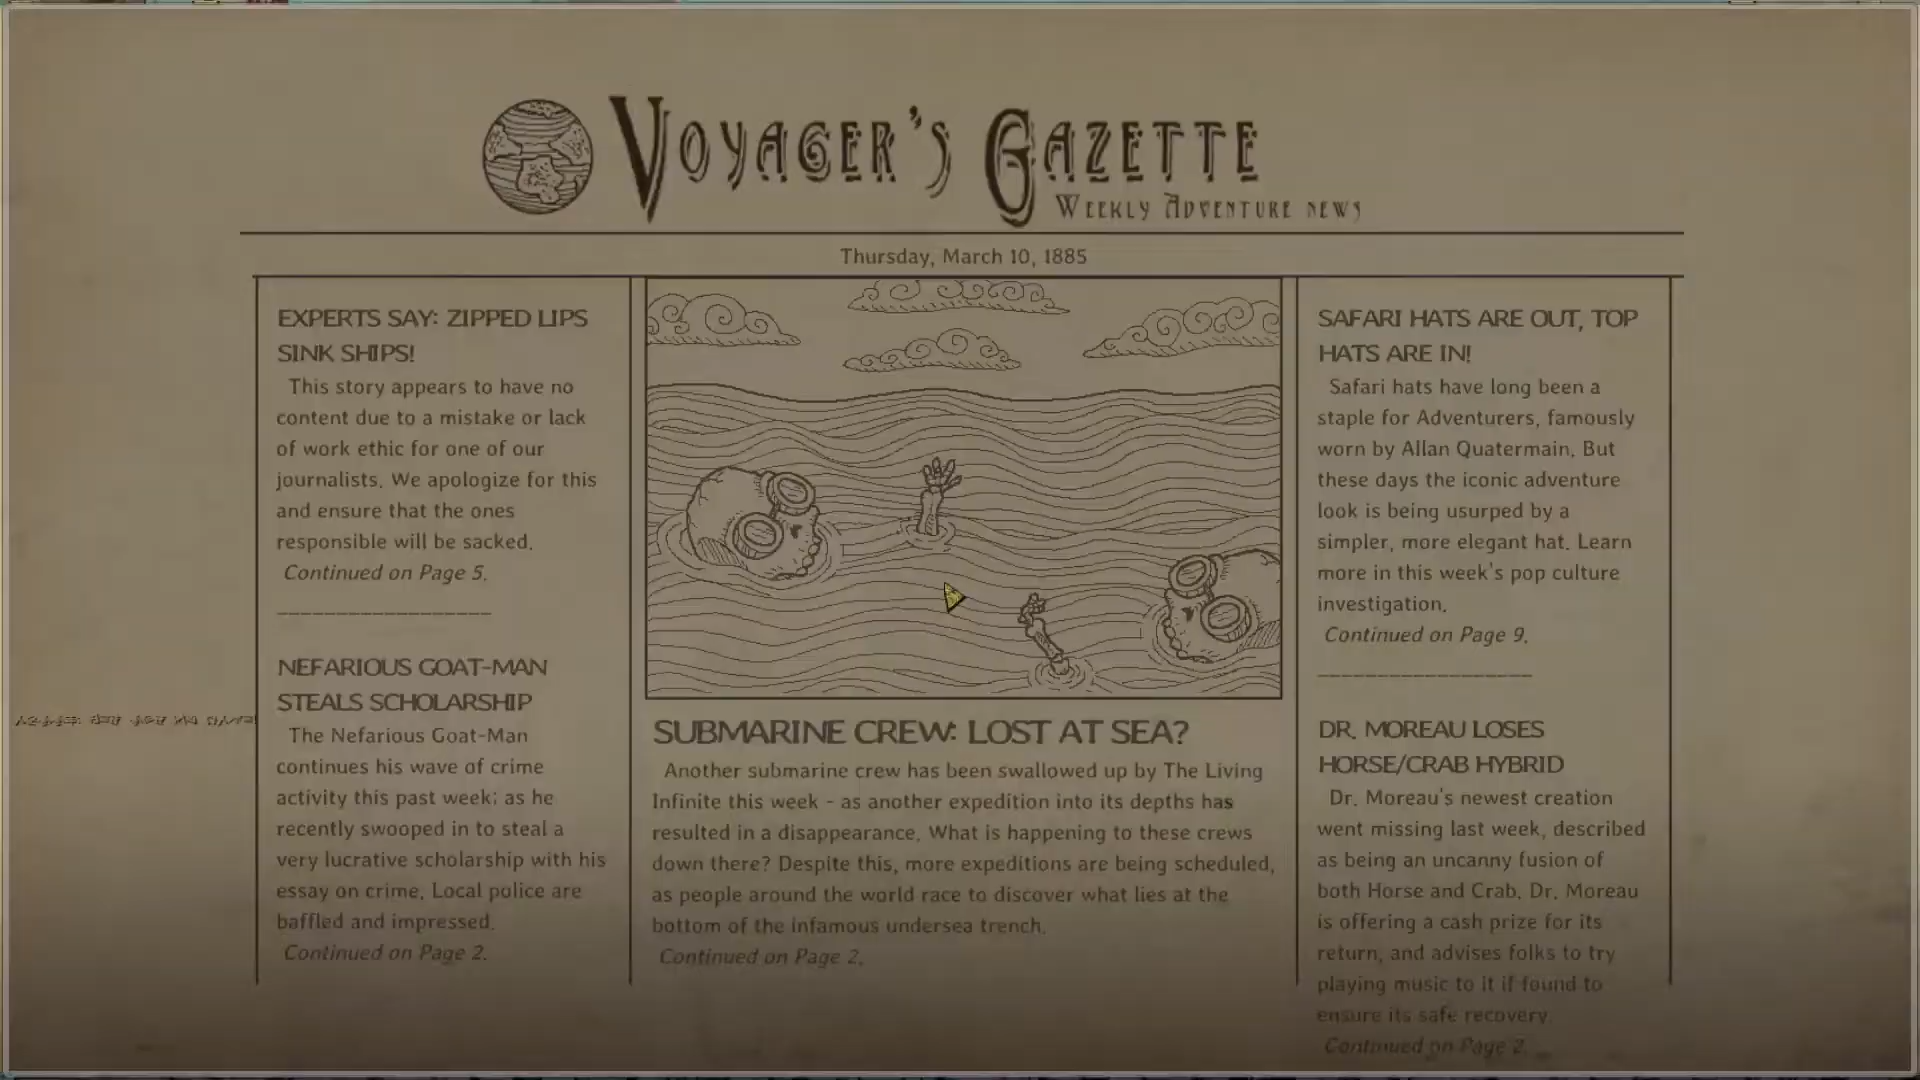 VOYAGER'S GAZETTE
WEEKLY ADVENTURE NEWS
Thursday, March 10, 1885
EXPERTS SAY: ZIPPED LIPS
SINK SHIPS!
This story appears to have no
content due to a mistake or lack
of work ethic for one of our
journalists. We apologize for this
and ensure that the ones
responsible will be sacked.
Continued on Page 5.
NEFARIOUS GOAT-MAN
STEALS SCHOLARSHIP
The Nefarious Goat-Man
continues his wave of crime
activity this past week; as he
recently swooped in to steal a
very lucrative scholarship with his
essay on crime. Local police are
baffled and impressed.
Continued on Page 2.
SUBMARINE CREW: LOST AT SEA?
Another submarine crew has been swallowed up by The Living
Infinite this week - as another expedition into its depths has
resulted in a disappearance. What is happening to these crews
down there? Despite this, more expeditions are being scheduled,
as people around the world race to discover what lies at the
bottom of the infamous undersea trench.
Continued on Page 2.
SAFARI HATS ARE OUT, TOP
HATS ARE IN!
Safari hats have long been a
staple for Adventurers, famously
worn by Allan Quatermain. But
these days the iconic adventure
look is being usurped by a
simpler, more elegant hat. Learn
more in this week's pop culture
investigation.
Continued on Page 9.
DR. MOREAU LOSES
HORSE/CRAB HYBRID
Dr. Moreau's newest creation
went missing last week, described
as being an uncanny fusion of
both Horse and Crab. Dr. Moreau
is offering a cash prize for its
return, and advises folks to try
playing music to it if found to
ensure its safe recovery.
Continued on Page 2.